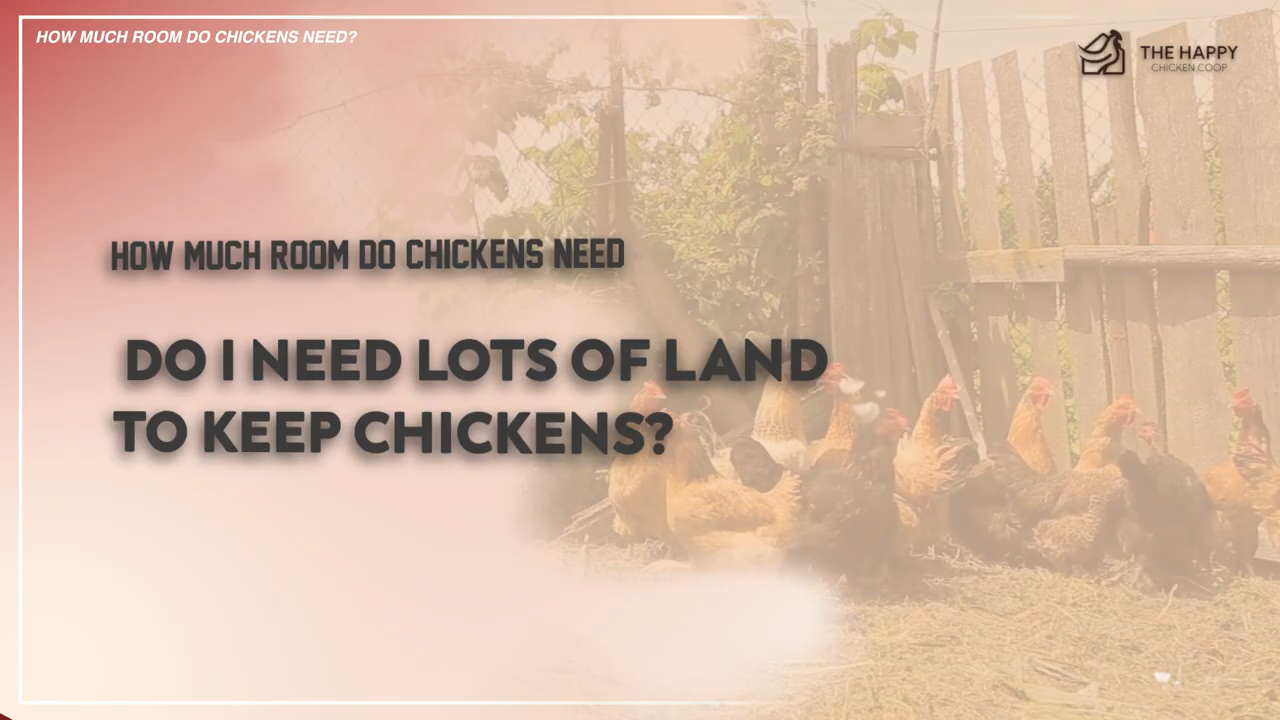 HOW MUCH ROOM DO CHICKENS NEED?
THE HAPPY
CHICKEN COOP
HOW MUCH ROOM DO CHICKENS NEED
DO I NEED LOTS OF LAND
TO KEEP CHICKENS?